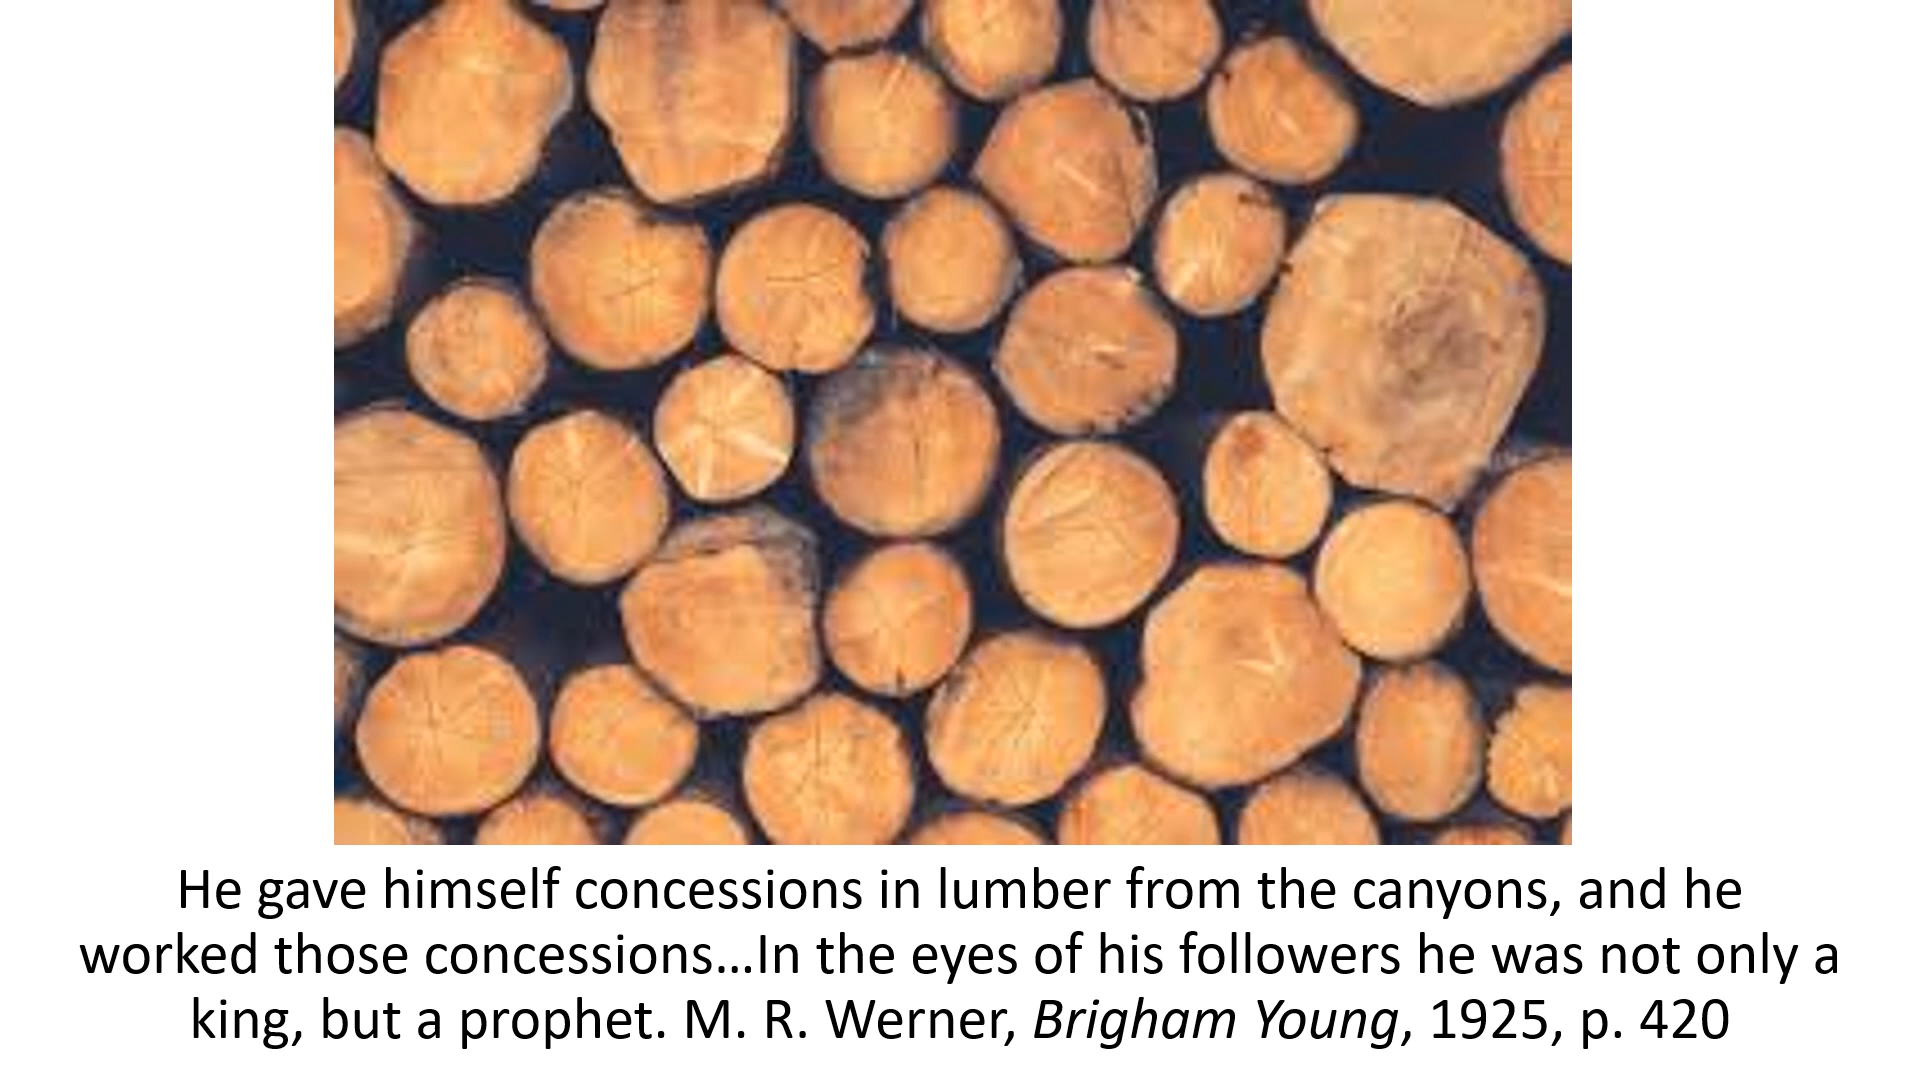 He gave himself concessions in lumber from the canyons, and he
worked those concessions…In the eyes of his followers he was not only a
king, but a prophet. M. R. Werner, Brigham Young, 1925, p. 420